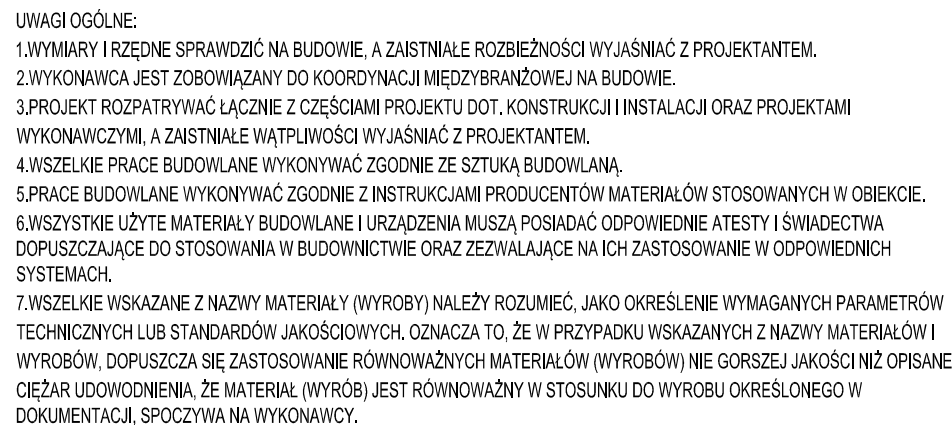 UWAGI OGÓLNE:
1.WYMIARY I RZĘDNE SPRAWDZIĆ NA BUDOWIE, A ZAISTNIAŁE ROZBIEŻNOŚCI WYJAŚNIAĆ Z PROJEKTANTEM.
2.WYKONAWCA JEST ZOBOWIĄZANY DO KOORDYNACJI MIĘDZYBRANŻOWEJ NA BUDOWIE.
3.PROJEKT ROZPATRYWAĆ ŁĄCZNIE Z CZĘŚCIAMI PROJEKTU DOT. KONSTRUKCJI I INSTALACJI ORAZ PROJEKTAMI
WYKONAWCZYMI, A ZAISTNIAŁE WĄTPLIWOŚCI WYJAŚNIAĆ Z PROJEKTANTEM.
4.WSZELKIE PRACE BUDOWLANE WYKONYWAĆ ZGODNIE ZE SZTUKĄ BUDOWLANĄ.
5.PRACE BUDOWLANE WYKONYWAĆ ZGODNIE Z INSTRUKCJAMI PRODUCENTÓW MATERIAŁÓW STOSOWANYCH W OBIEKCIE.
6.WSZYSTKIE UŻYTE MATERIAŁY BUDOWLANE I URZĄDZENIA MUSZĄ POSIADAĆ ODPOWIEDNIE ATESTY I ŚWIADECTWA
DOPUSZCZAJĄCE DO STOSOWANIA W BUDOWNICTWIE ORAZ ZEZWALAJĄCE NA ICH ZASTOSOWANIE W ODPOWIEDNICH
SYSTEMACH.
7.WSZELKIE WSKAZANE Z NAZWY MATERIAŁY (WYROBY) NALEŻY ROZUMIEĆ, JAKO OKREŚLENIE WYMAGANYCH PARAMETRÓW
TECHNICZNYCH LUB STANDARDÓW JAKOŚCIOWYCH. OZNACZA TO, ŻE W PRZYPADKU WSKAZANYCH Z NAZWY MATERIAŁÓW I
WYROBÓW, DOPUSZCZA SIĘ ZASTOSOWANIE RÓWNOWAŻNYCH MATERIAŁÓW (WYROBÓW) NIE GORSZEJ JAKOŚCI NIŻ OPISANE
CIĘŻAR UDOWODNIENIA, ŻE MATERIAŁ (WYRÓB) JEST RÓWNOWAŻNY W STOSUNKU DO WYROBU OKREŚLONEGO W
DOKUMENTACJI, SPOCZYWA NA WYKONAWCY.